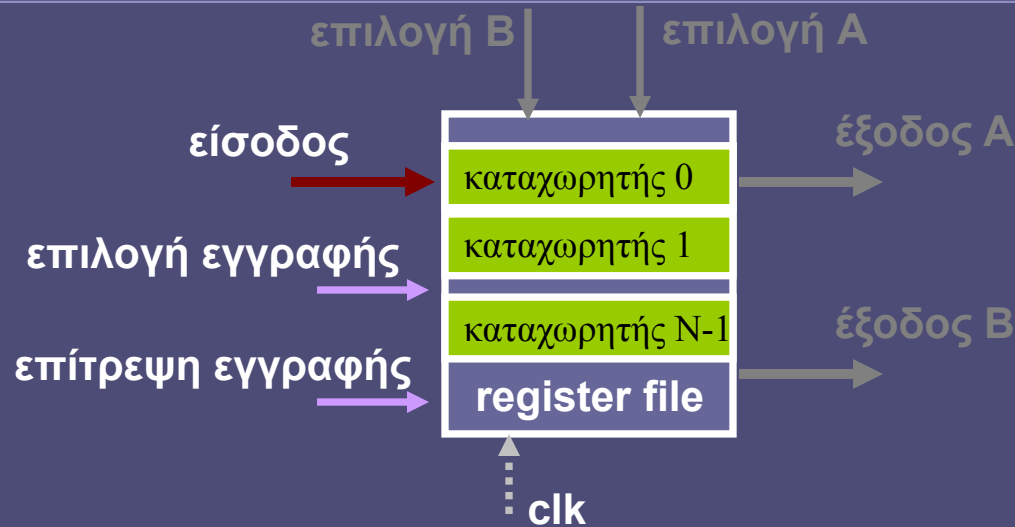 επιλογή B
επιλογή A
είσοδος
έξοδος A
καταχωρητής 0
επιλογή εγγραφής
καταχωρητής 1
καταχωρητής N-1
έξοδος B
επίτρεψη εγγραφής
register file
clk